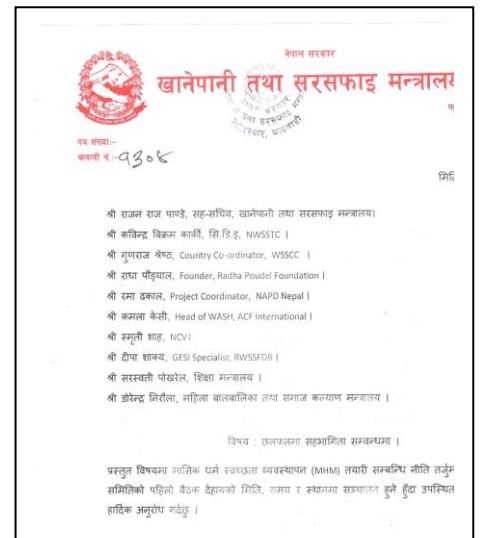 नेपाल सरकार
खानेपानी तथा सरसफाइ मन्त्रालय
पत्र संख्याः-
चलानी नं.:-१३०४
मिति
श्री राजन राज पाण्डे, सह-सचिव, खानेपानी तथा सरसफाइ मन्त्रालय।
श्री कविन्द्र बिक्रम कार्की, सि.डि.इ, NWSSTC ।
श्री गुणराज श्रेष्ठ, Country Co-ordinator, WSSCC ।
श्री राधा पौड्याल, Founder, Radha Poudel Foundation ।
श्री रमा ढकाल, Project Coordinator, NAPD Nepal ।
श्री कमला केसी, Head of WASH, ACF International ।
श्री स्मृती शाह, NCV।
श्री दीपा शाक्य, GESI Specialist, RWSSFDB ।
श्री सरस्वती पोखरेल, शिक्षा मन्त्रालय ।
श्री डोरेन्द्र निरौला, महिला बालबालिका तथा समाज कल्याण मन्त्रालय ।
विषय : छलफलमा सहभागिता सम्वन्धमा ।
प्रस्तुत विषयमा मासिक धर्म स्वच्छता व्यवस्थापन (MHM) तयारी सम्बन्धि नीति तर्जुम
समितिको पहिलो बैठक देहायको मिति, समय र स्थानमा सञ्चालन हुने हुँदा उपस्थित
हार्दिक अनुरोध गर्दछु ।